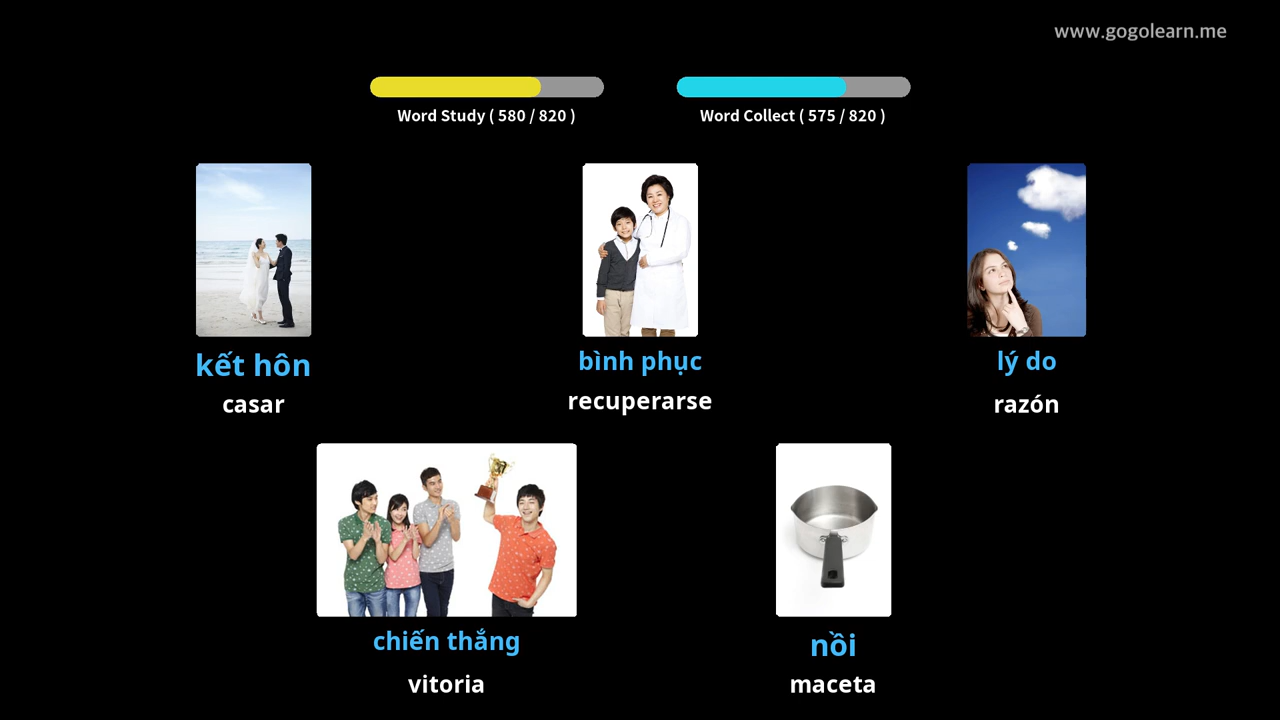 www.gogolearn.me
Word Study ( 580 / 820 )
Word Collect ( 575 / 820 )
kết hôn
casar
bình phục
recuperarse
lý do
razón
chiến thắng
vitoria
nồi
maceta